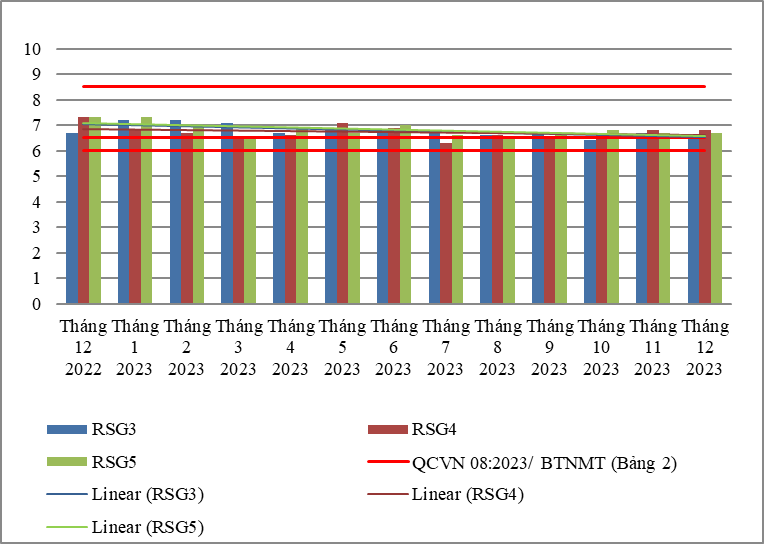 10
9
8
7
6
5
4
3
2
1
0
Tháng Tháng Tháng Tháng Tháng Tháng Tháng Tháng Tháng Tháng Tháng Tháng Tháng
12 1 2 3 4 5 6 7 8 9 10 11 12
2022 2023 2023 2023 2023 2023 2023 2023 2023 2023 2023 2023 2023
RSG3 RSG4
RSG5 QCVN 08:2023/ BTNMT (Bảng 2)
Linear (RSG3) Linear (RSG4)
Linear (RSG5)